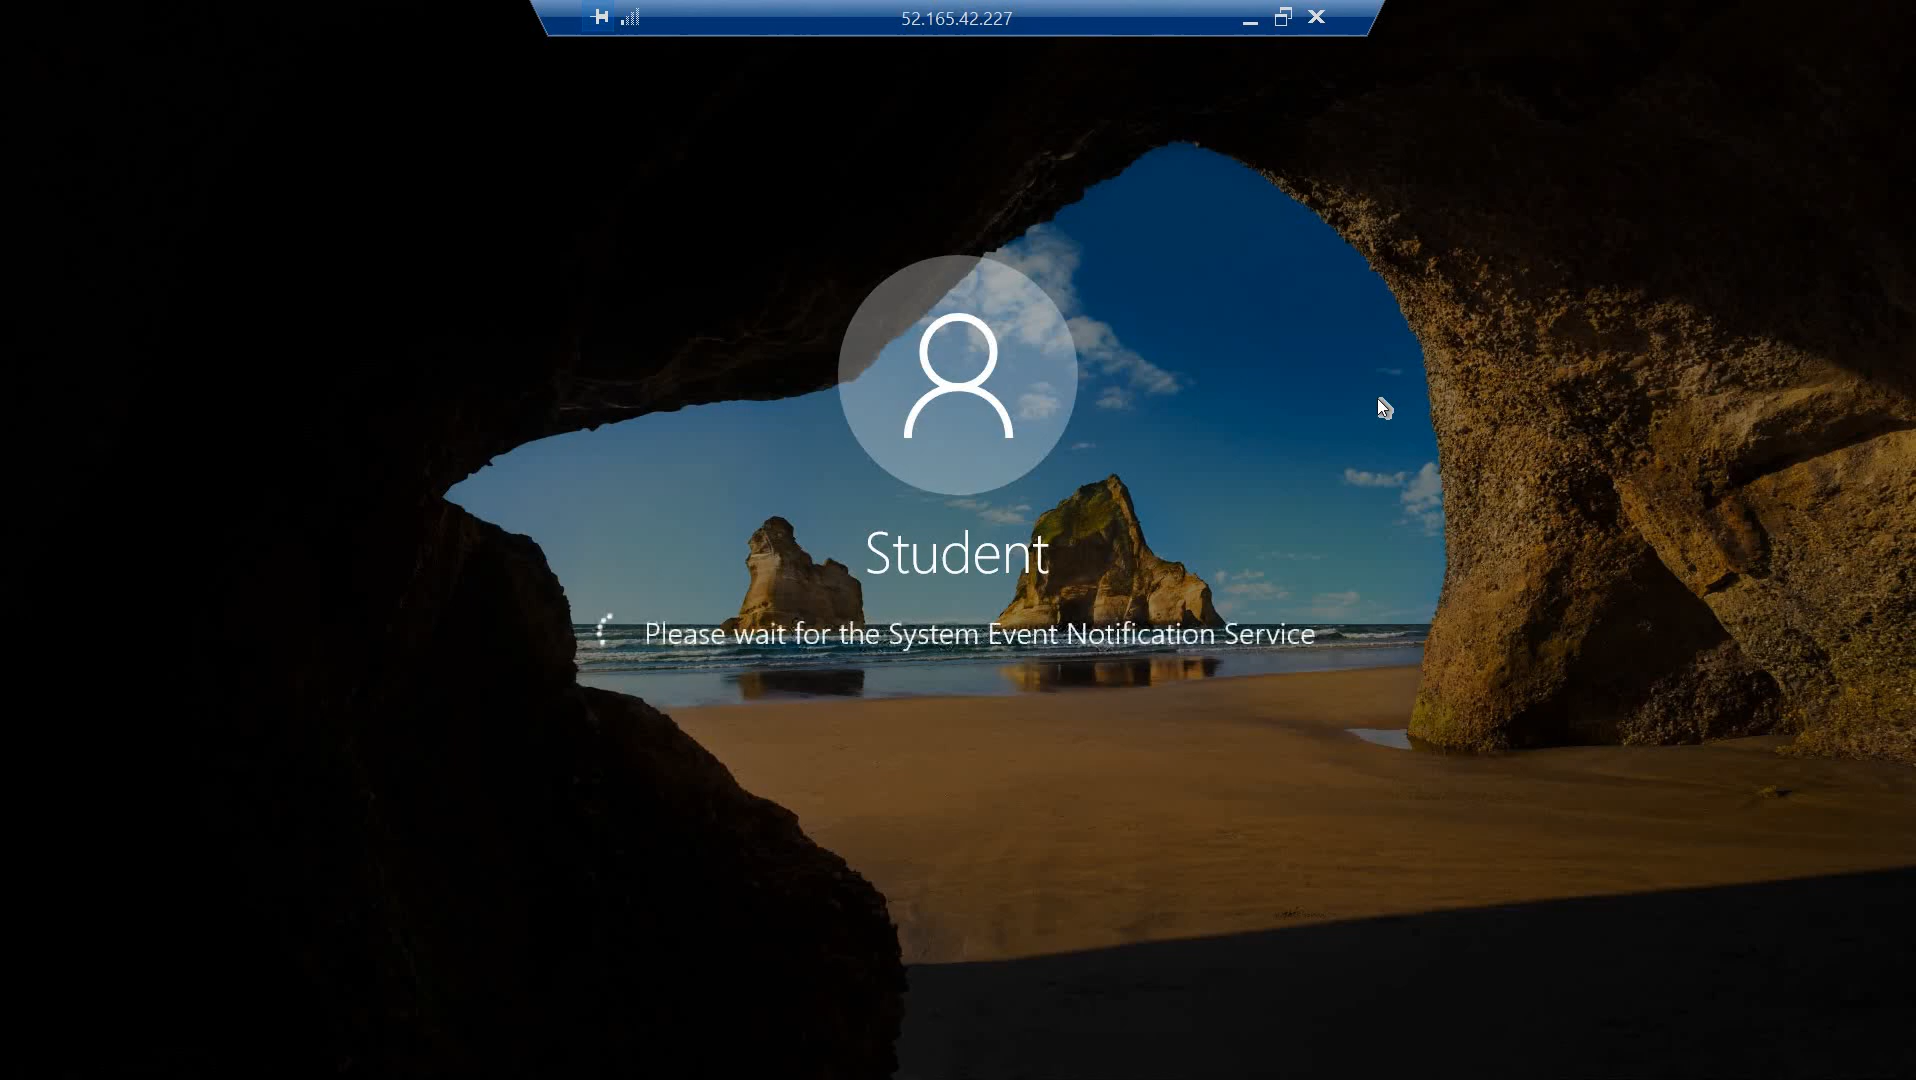 52.165.42.227
Student
Please wait for the System Event Notification Service